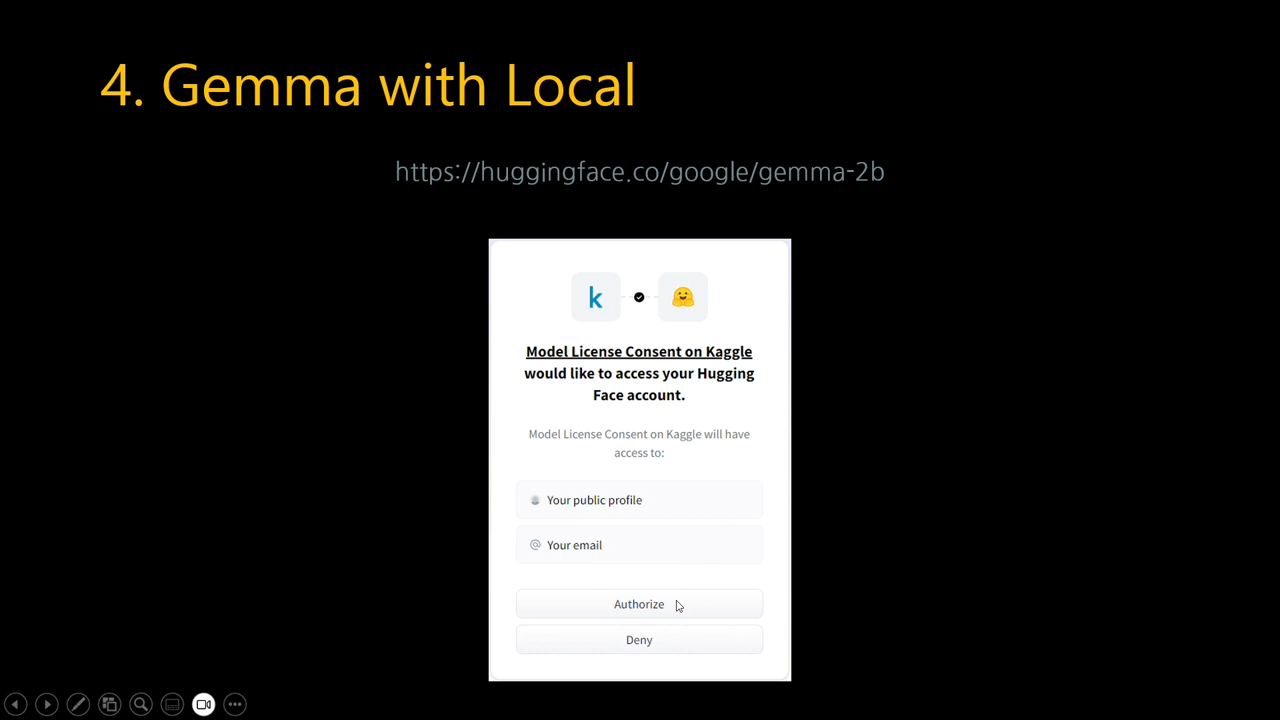 4. Gemma with Local
https://huggingface.co/google/gemma-2b
k
Model License Consent on Kaggle
would like to access your Hugging
Face account.
Model License Consent on Kaggle will have
access to:
Your public profile
@ Your email
Authorize
Deny